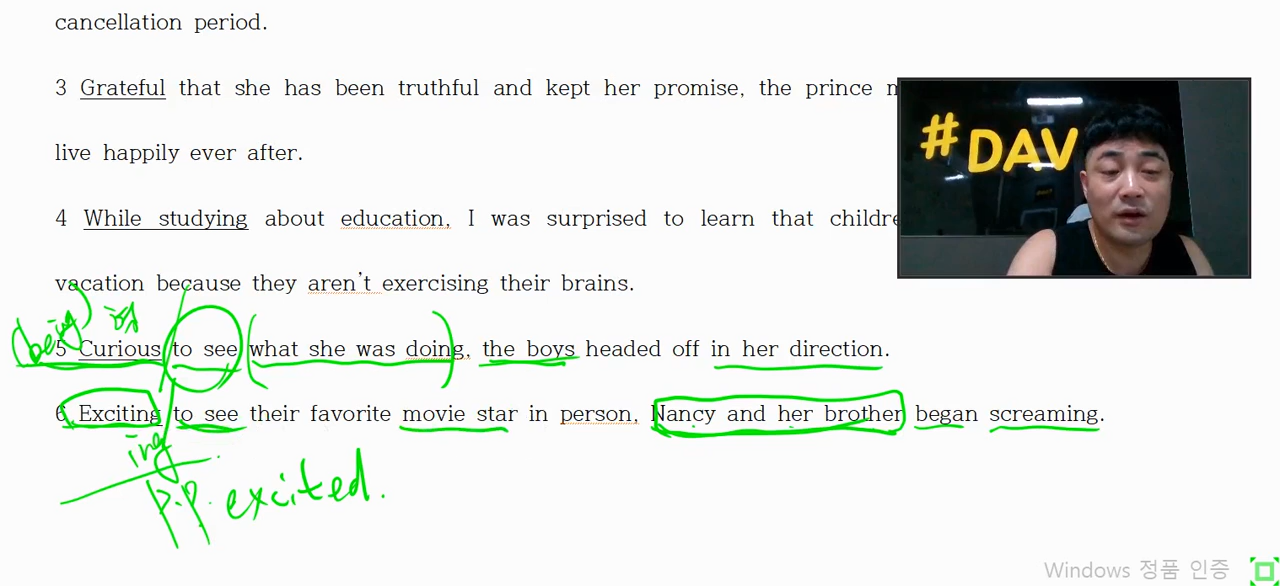 cancellation period.
3 Grateful that she has been truthful and kept her promise, the prince
#DAV
live happily ever after.
4 While studying about education, I was surprised to learn that childre
vacation because they aren't exercising their brains.
(being)
5 Curious to see what she was doing, the boys headed off in her direction.
6 Exciting to see their favorite movie star in person, Nancy and her brother began screaming.
ing
p.p. excited.
Windows 정품 인증